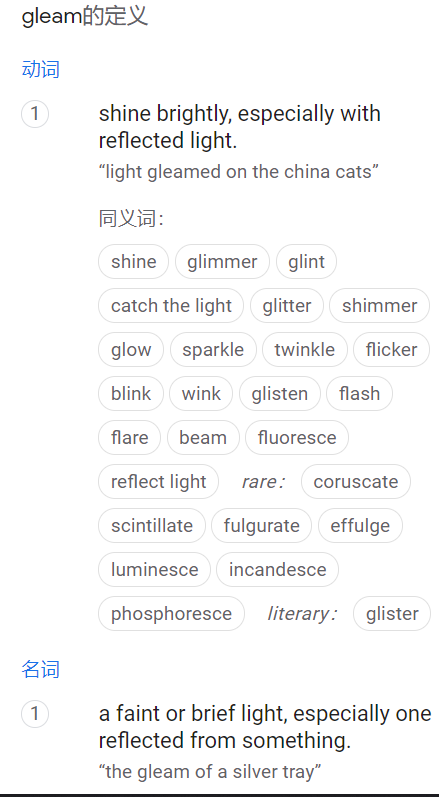 gleam的定义
动词
1 shine brightly, especially with
reflected light.
“light gleamed on the china cats”
同义词：
shine glimmer glint
catch the light glitter shimmer
glow sparkle twinkle flicker
blink wink glisten flash
flare beam fluoresce
reflect light rare： coruscate
scintillate fulgurate effulge
luminesce incandesce
phosphoresce literary： glister
名词
1 a faint or brief light, especially one
reflected from something.
“the gleam of a silver tray”